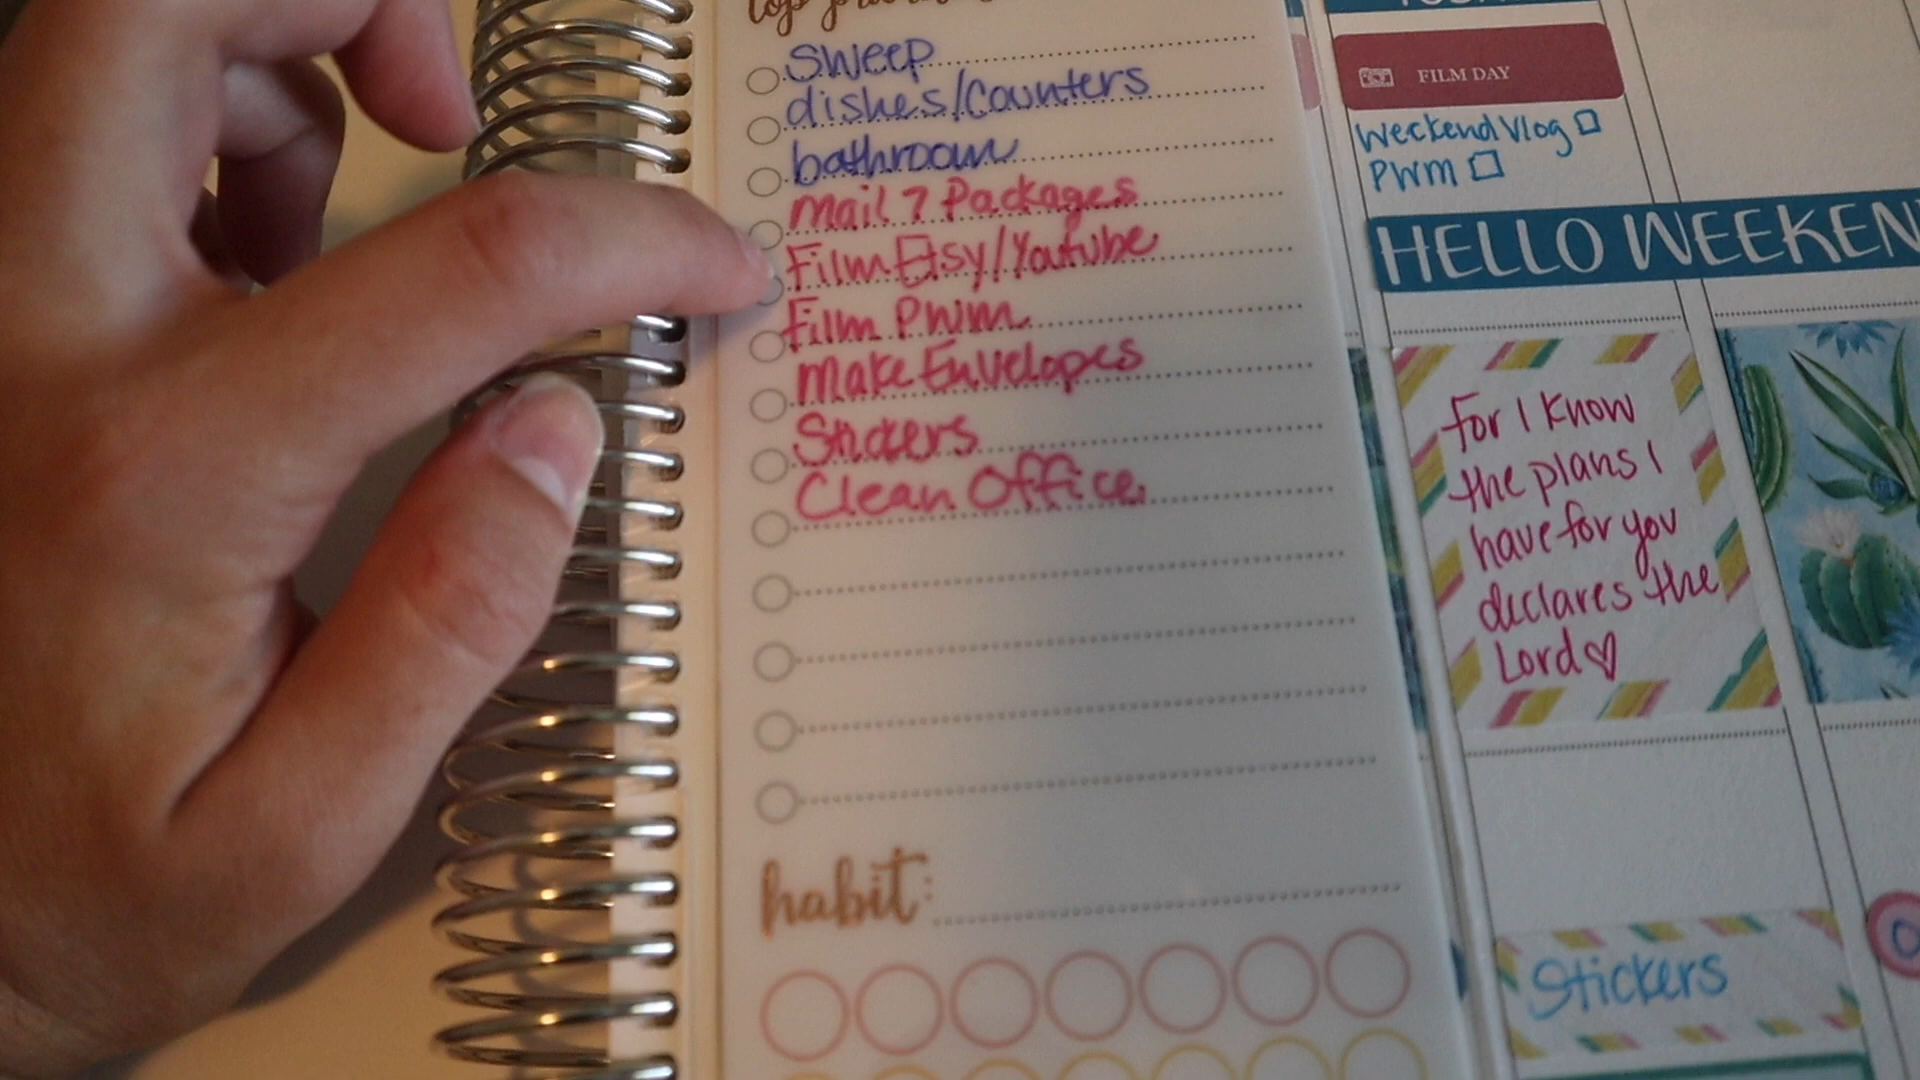 top
Sweep
dishes/Counters
bathroom
Mail 7 Packages
Film Etsy/Youtube
Film PWM
Make Envelopes
Stickers
Clean Office
habit:
FILM DAY
Weekend Vlog
PWM
HELLO WEEKEN
For I know
the plans I
have for you
declares the
Lord
Stickers